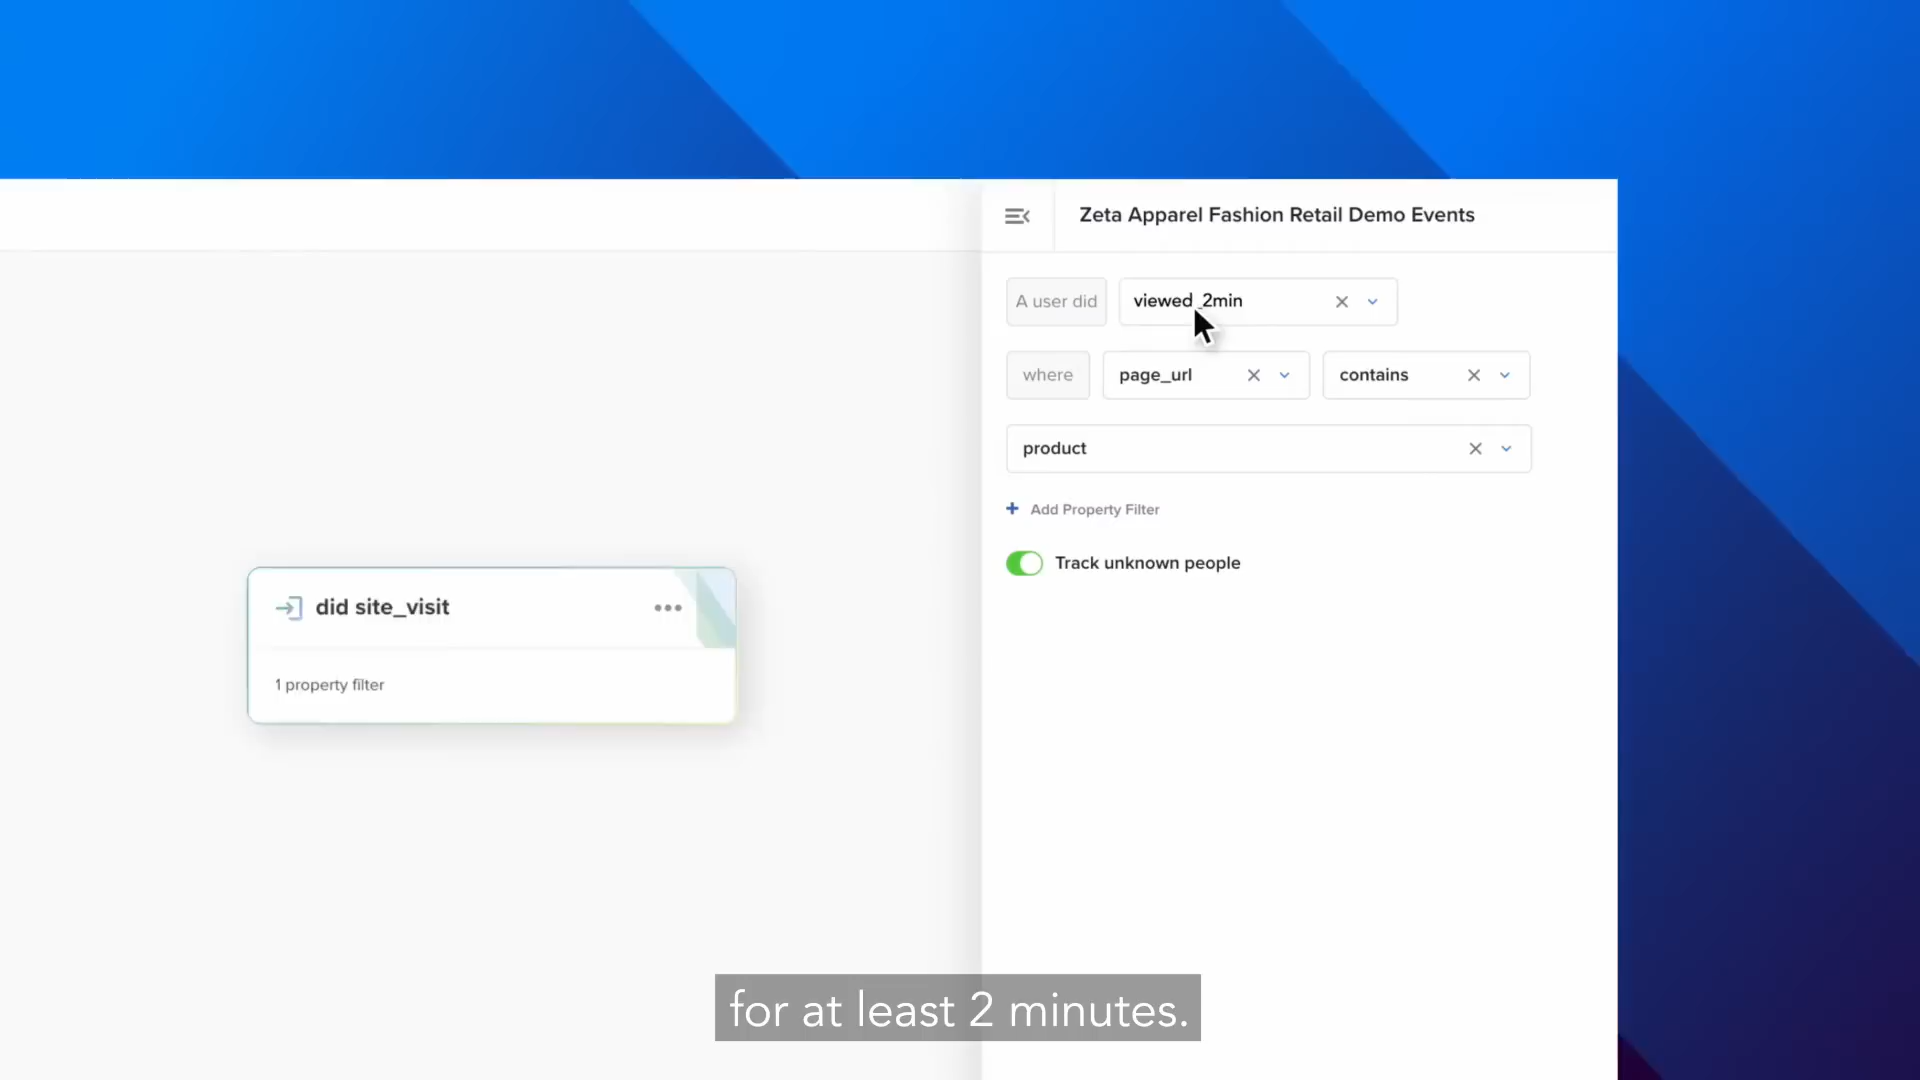 Zeta Apparel Fashion Retail Demo Events
A user did viewed_2min
where page_url contains
product
Add Property Filter
Track unknown people
did site_visit
1 property filter
for at least 2 minutes.